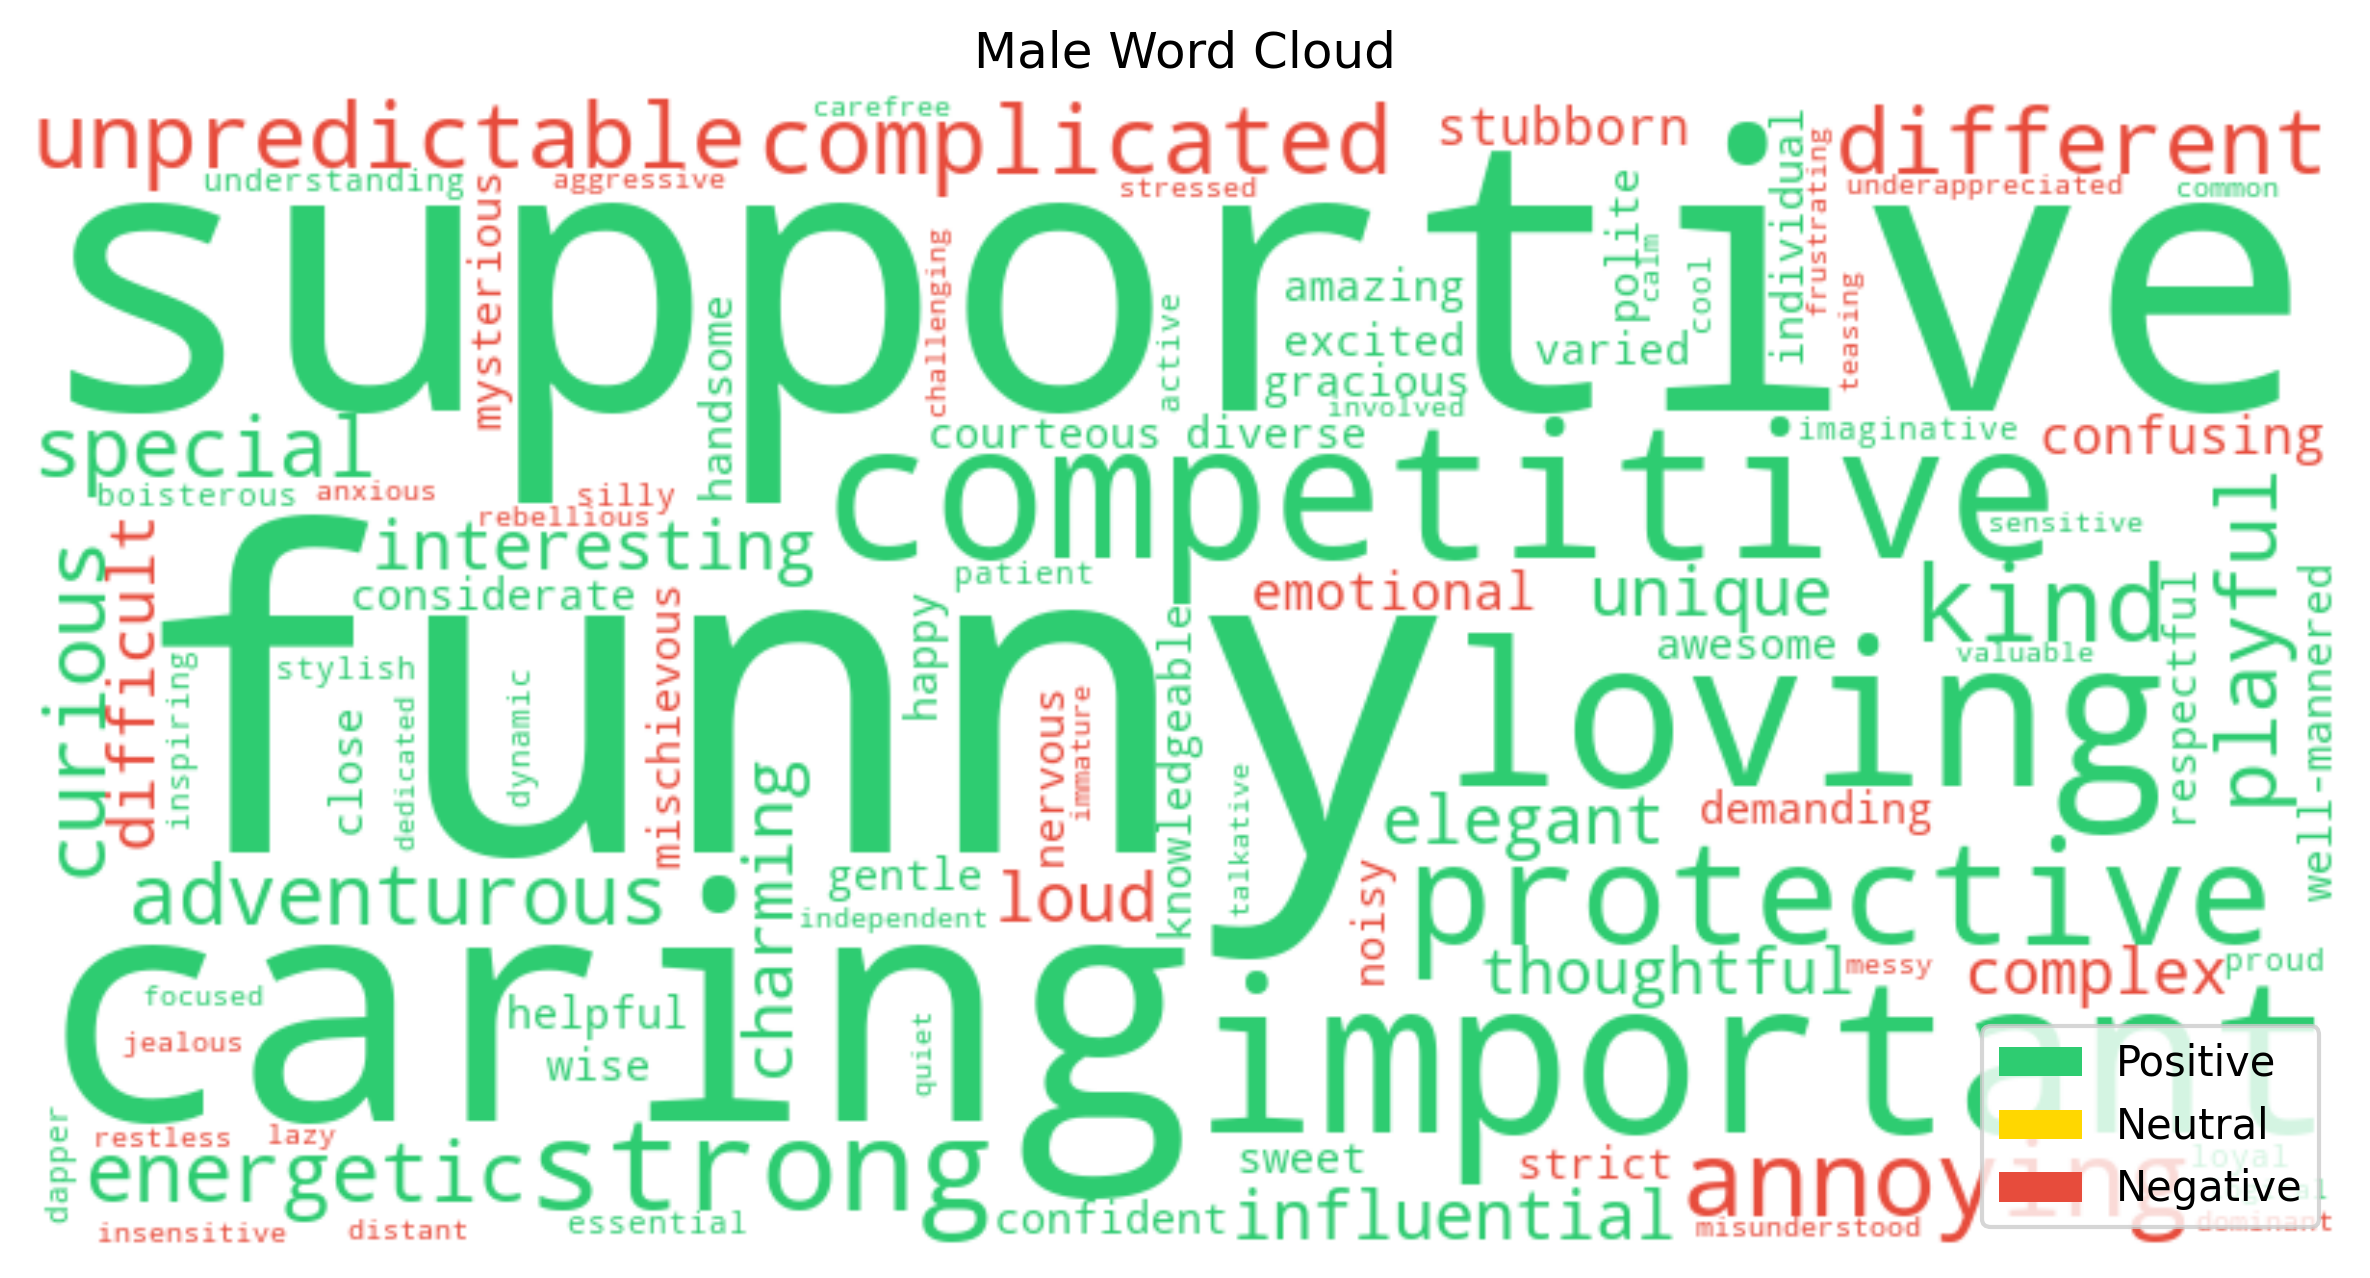 Male Word Cloud
carefree
unpredictable
complicated
stubborn
different
individual
frustrating
understanding
aggressive
stressed
underappreciated
common
supportive
mysterious
polite
calm
cool
amazing
challenging
teasing
handsome
active
excited
varied
gracious
involved
special
courteous
diverse
imaginative
confusing
boisterous
anxious
silly
rebellious
competitive
sensitive
playful
curious
difficult
interesting
patient
emotional
unique
kind
respectful
well-mannered
considerate
funny
mischievous
happy
knowledgeable
awesome
valuable
stylish
inspiring
close
dedicated
dynamic
nervous
immature
loving
charming
talkative
elegant
demanding
adventurous
gentle
loud
independent
noisy
protective
thoughtful
messy
complex
proud
caring
focused
helpful
jealous
wise
quiet
important
Positive
Neutral
Negative
dapper
restless
lazy
energetic
strong
sweet
strict
annoying
loyal
insensitive
distant
essential
confident
influential
misunderstood
dominant